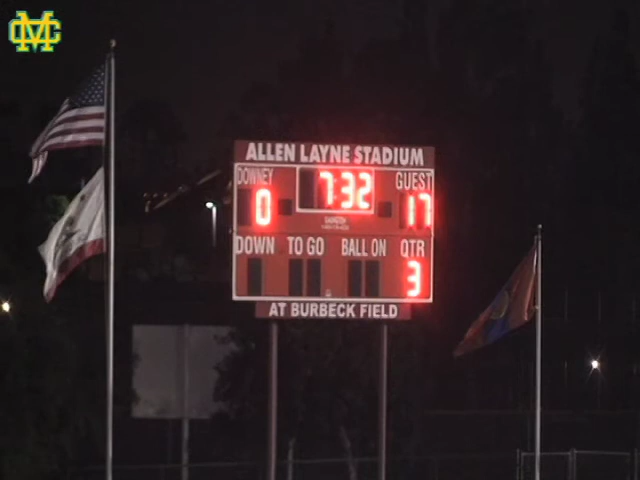 MC
ALLEN LAYNE STADIUM
DOWNEY 7:32 GUEST
0 17
DOWN TO GO BALL ON QTR
3
AT BURBECK FIELD